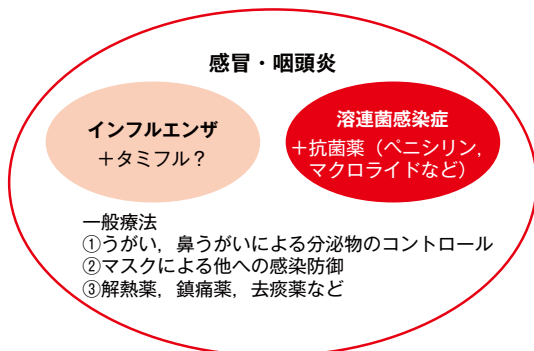 感冒・咽頭炎
インフルエンザ
＋タミフル？
溶連菌感染症
＋抗菌薬（ペニシリン，
マクロライドなど）
一般療法
①うがい，鼻うがいによる分泌物のコントロール
②マスクによる他への感染防御
③解熱薬，鎮痛薬，去痰薬など